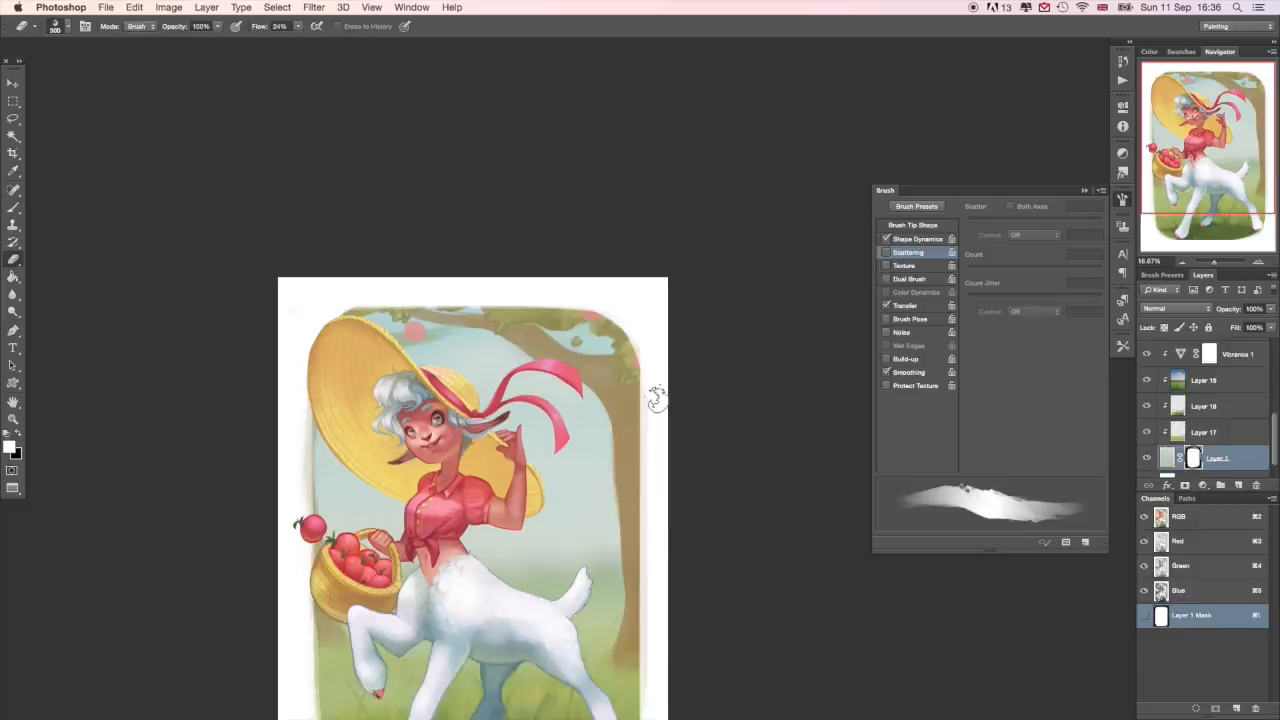 Photoshop File Edit Image Layer Type Select Filter 3D View Window Help 13 Sun 11 Sep 16:36
300 Mode: Brush Opacity: 100% Flow: 24% Erase to History Painting
Color Swatches Navigator
Brush
Brush Presets Scatter Both Axes
Brush Tip Shape
Shape Dynamics Control: Off
Scattering Count
Texture
Dual Brush Count Jitter
Color Dynamics
Transfer Control: Off
Brush Pose
Noise
Wet Edges
Build-up
Smoothing
Protect Texture
16.67%
Brush Presets Layers
Kind
Normal Opacity: 100%
Lock: Fill: 100%
Vibrance 1
Layer 19
Layer 18
Layer 17
Layer 1
Channels Paths
RGB ⌘2
Red ⌘3
Green ⌘4
Blue ⌘5
Layer 1 Mask ⌘\